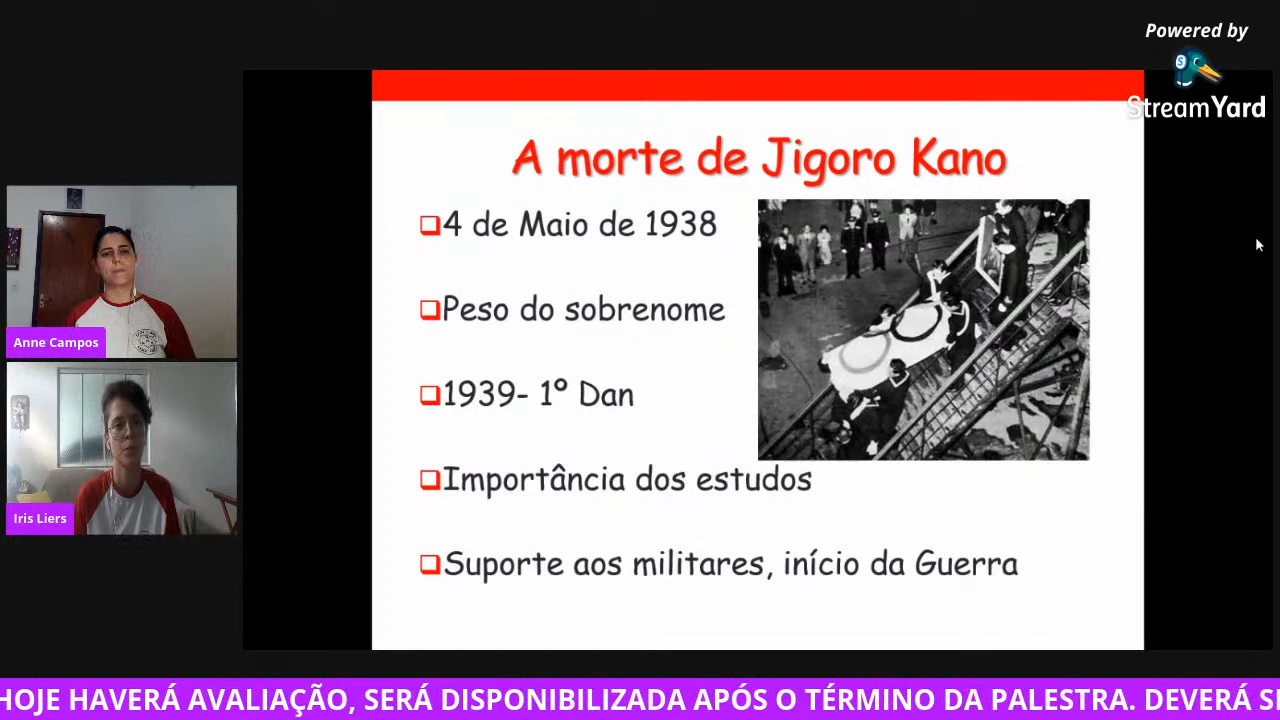 Powered by
StreamYard
A morte de Jigoro Kano
4 de Maio de 1938
Peso do sobrenome
1939- 1º Dan
Importância dos estudos
Suporte aos militares, início da Guerra
Anne Campos
Iris Liers
HOJE HAVERÁ AVALIAÇÃO, SERÁ DISPONIBILIZADA APÓS O TÉRMINO DA PALESTRA. DEVERÁ